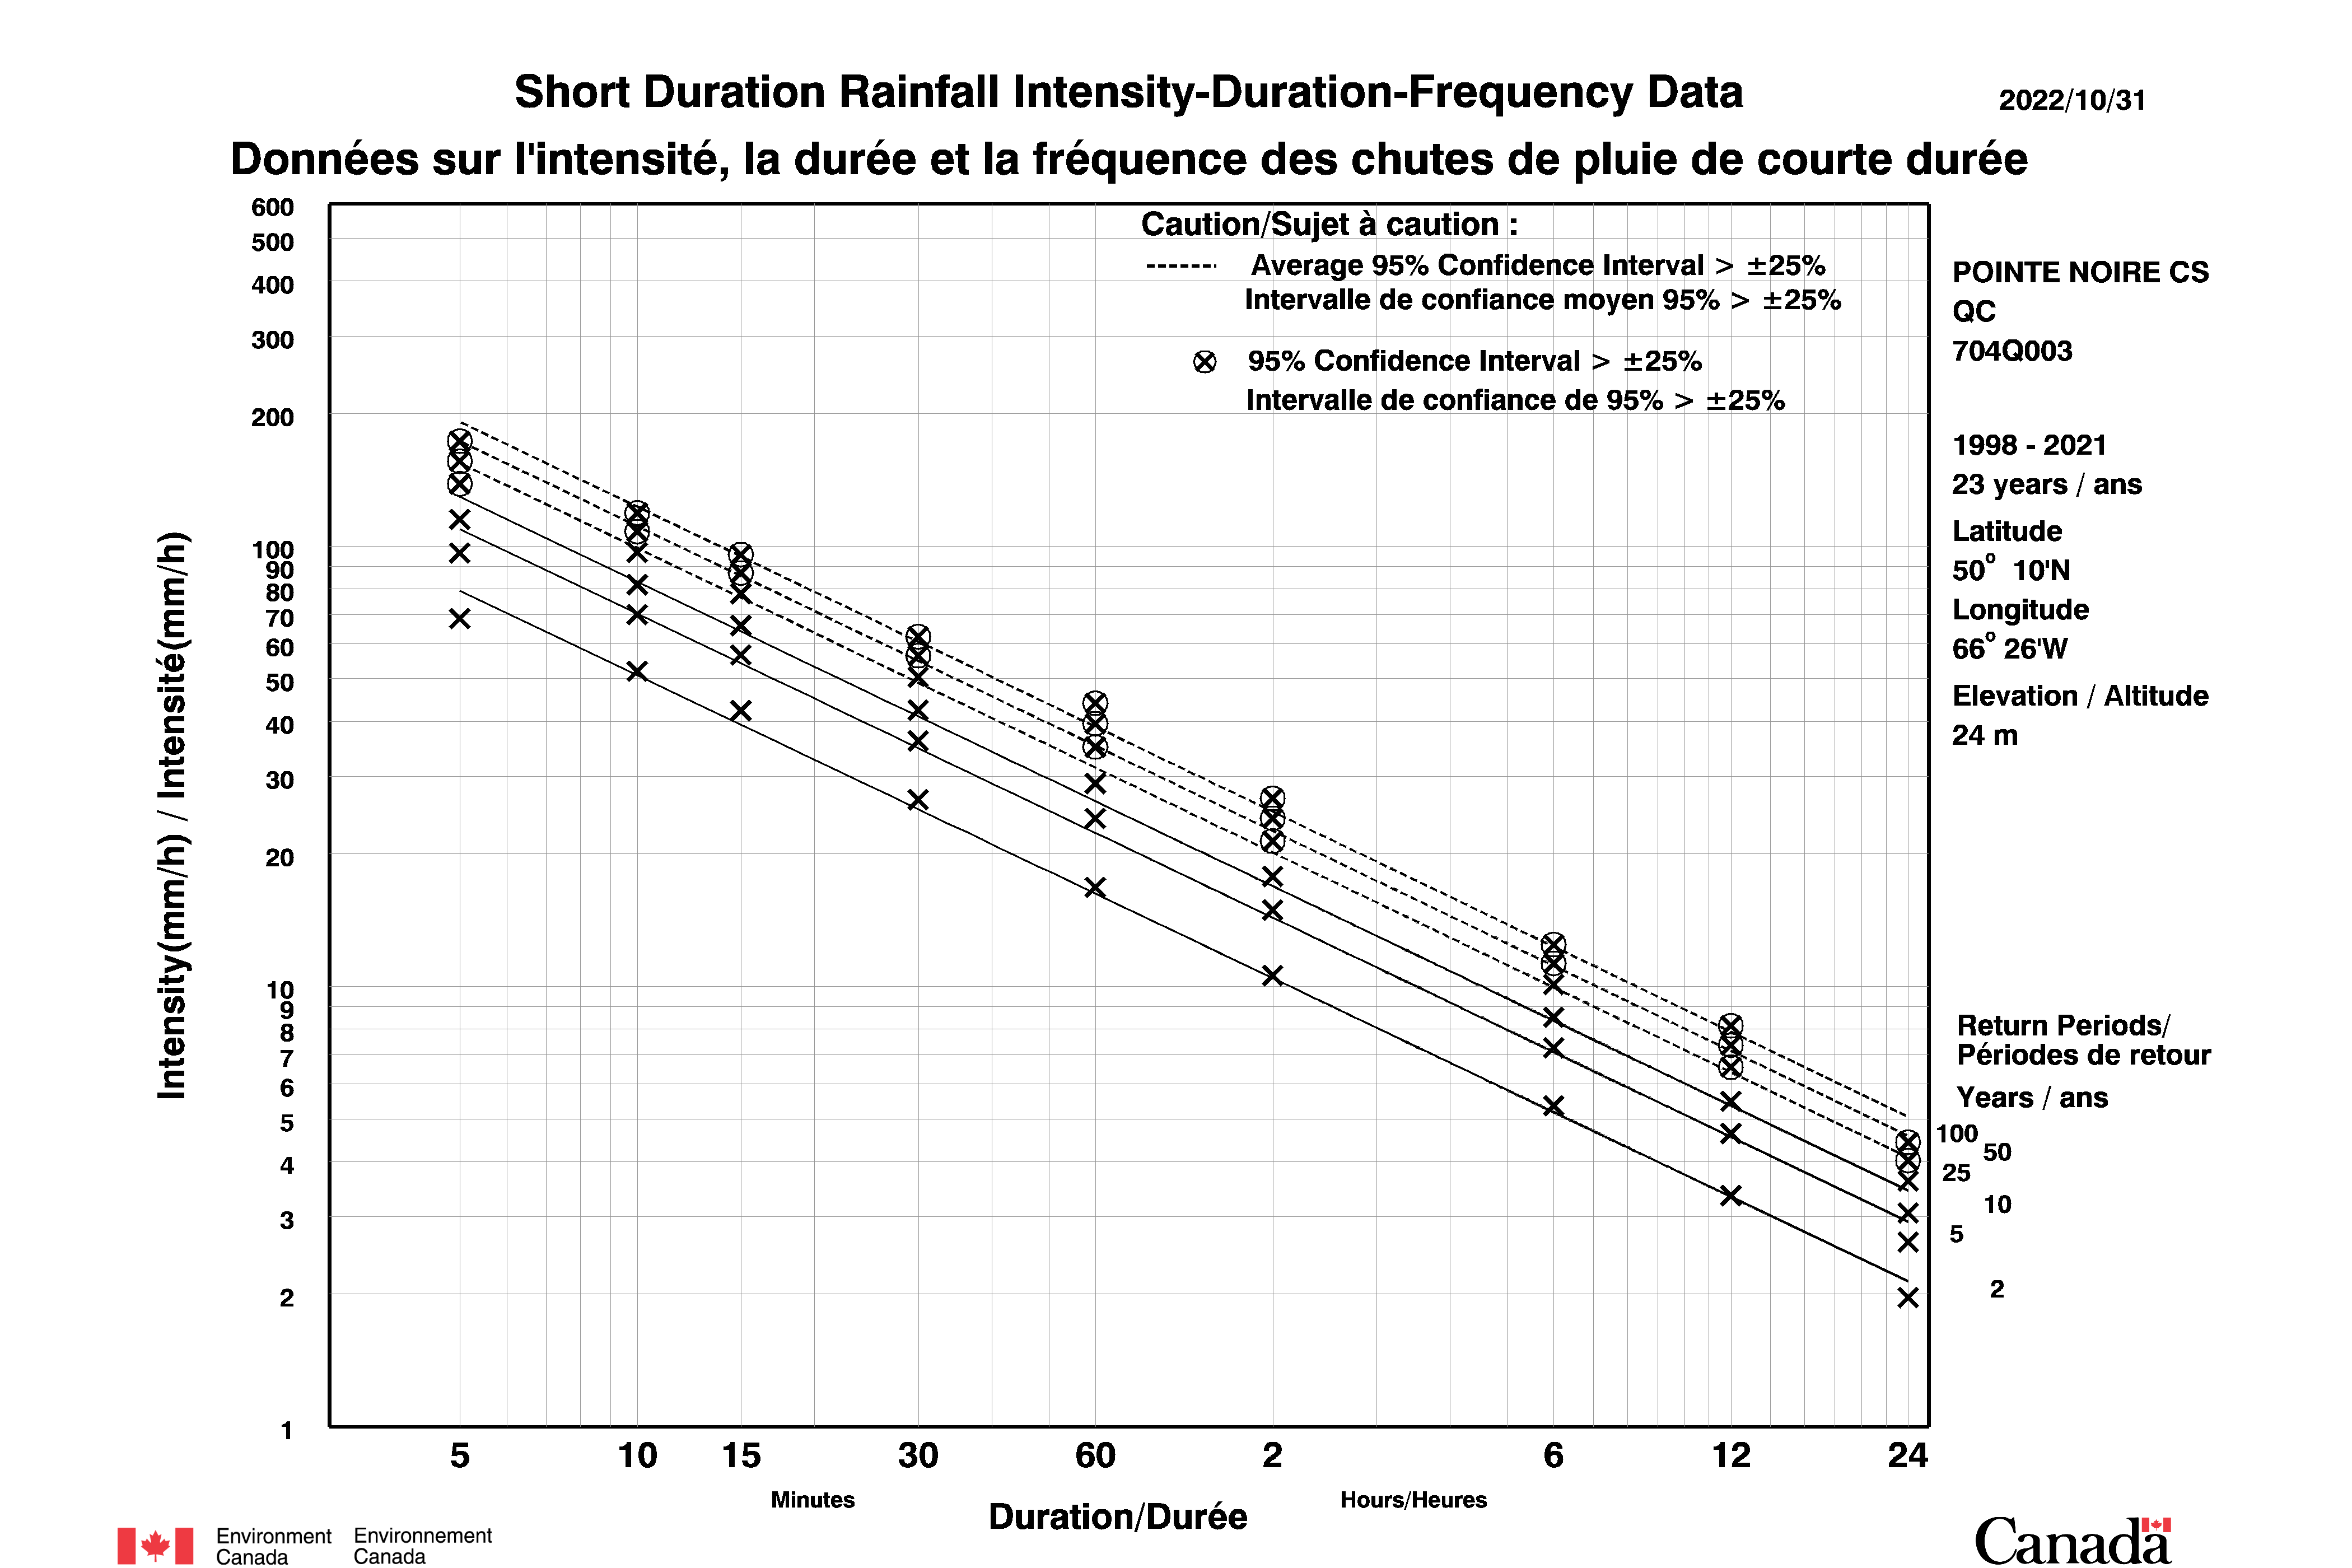 Short Duration Rainfall Intensity-Duration-Frequency Data
2022/10/31
Données sur l'intensité, la durée et la fréquence des chutes de pluie de courte durée
Caution/Sujet à caution :
Average 95% Confidence Interval > ±25%
Intervalle de confiance moyen 95% > ±25%
95% Confidence Interval > ±25%
Intervalle de confiance de 95% > ±25%
POINTE NOIRE CS
QC
704Q003
1998 - 2021
23 years / ans
Latitude
50° 10'N
Longitude
66° 26'W
Elevation / Altitude
24 m
Return Periods/
Périodes de retour
Years / ans
100
50
25
10
5
2
Intensity(mm/h) / Intensité(mm/h)
600
500
400
300
200
100
90
80
70
60
50
40
30
20
10
9
8
7
6
5
4
3
2
1
5 10 15 30 60 2 6 12 24
Minutes Hours/Heures
Duration/Durée
Environment Environnement
Canada Canada
Canada